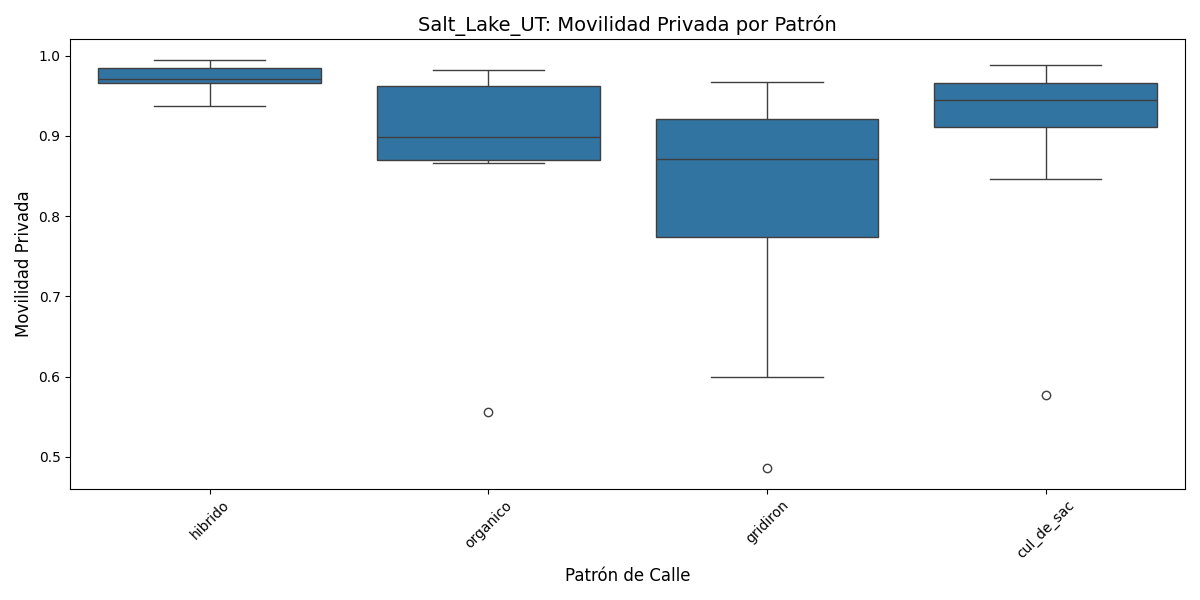 Salt_Lake_UT: Movilidad Privada por Patrón
Movilidad Privada
1.0
0.9
0.8
0.7
0.6
0.5
hibrido
organico
gridiron
cul_de_sac
Patrón de Calle